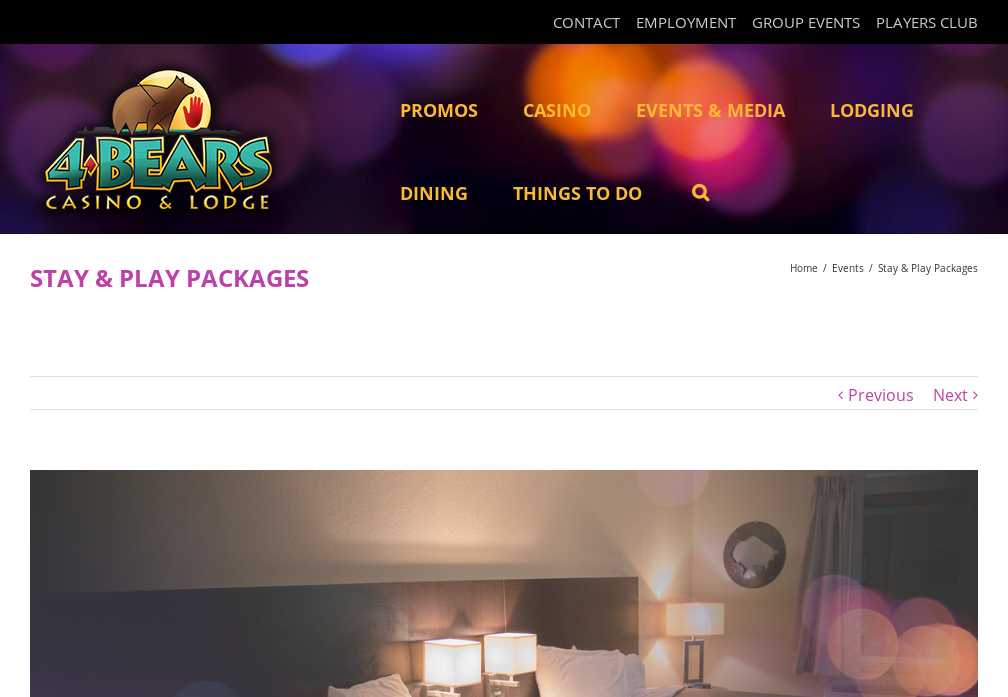 CONTACT EMPLOYMENT GROUP EVENTS PLAYERS CLUB
4 BEARS
CASINO & LODGE
PROMOS CASINO EVENTS & MEDIA LODGING
DINING THINGS TO DO
STAY & PLAY PACKAGES
Home / Events / Stay & Play Packages
Previous Next